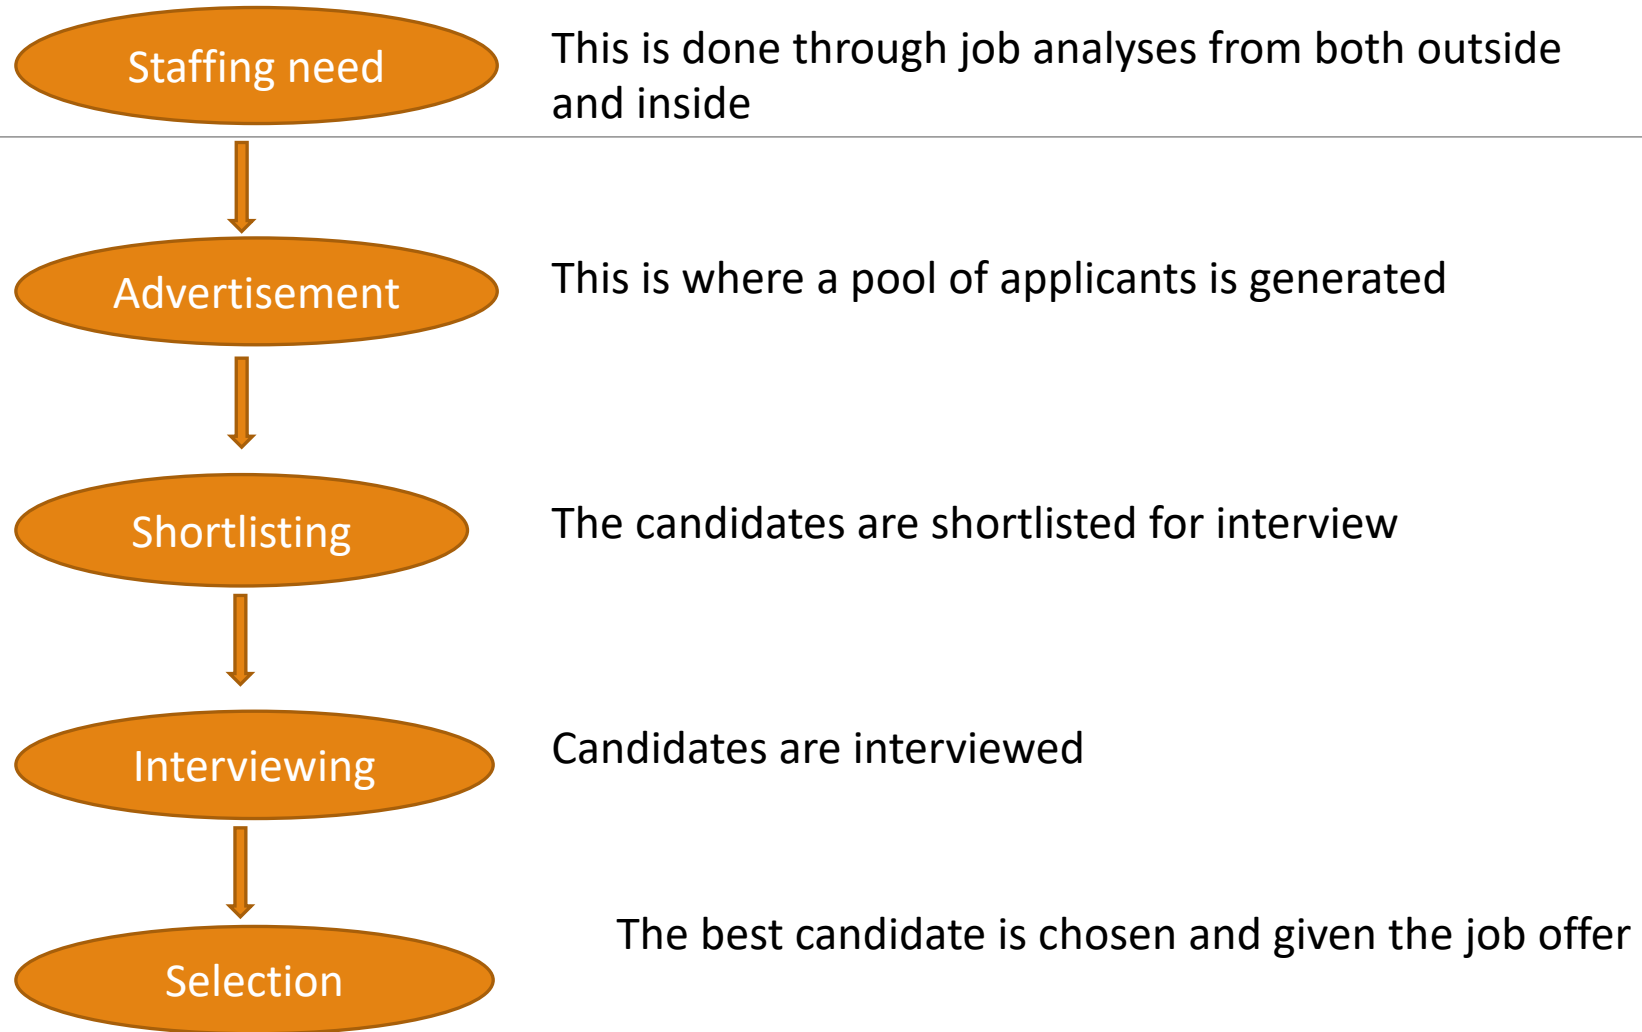 Staffing need
This is done through job analyses from both outside
and inside
Advertisement
This is where a pool of applicants is generated
Shortlisting
The candidates are shortlisted for interview
Interviewing
Candidates are interviewed
Selection
The best candidate is chosen and given the job offer